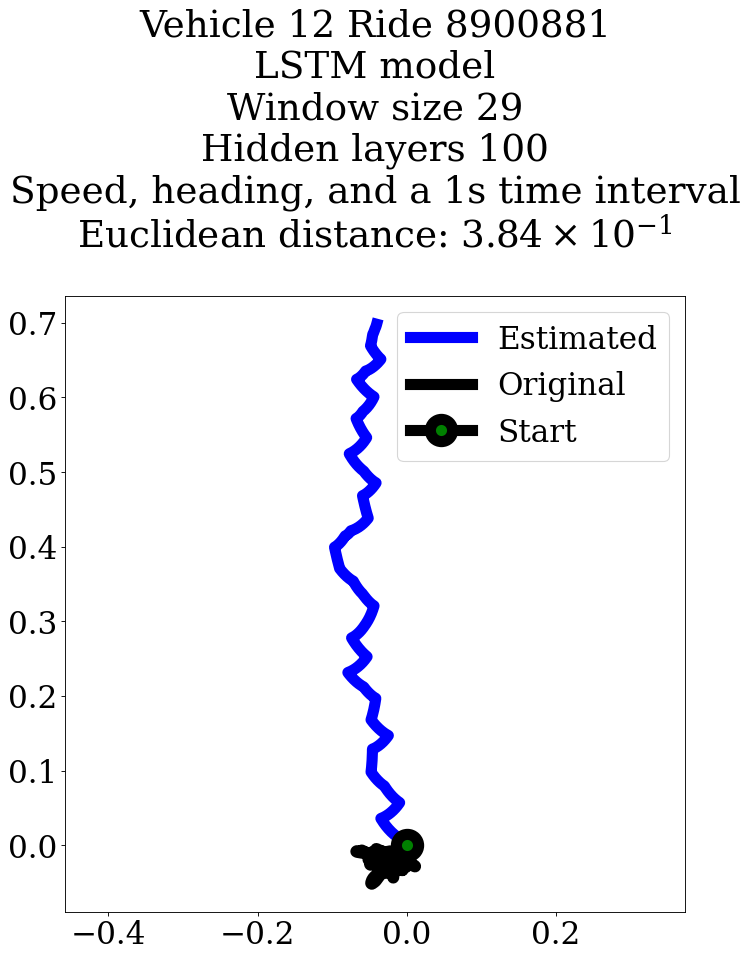 Vehicle 12 Ride 8900881
LSTM model
Window size 29
Hidden layers 100
Speed, heading, and a 1s time interval
Euclidean distance: 3.84 × 10⁻¹
Estimated
Original
Start
0.7
0.6
0.5
0.4
0.3
0.2
0.1
0.0
−0.4
−0.2
0.0
0.2